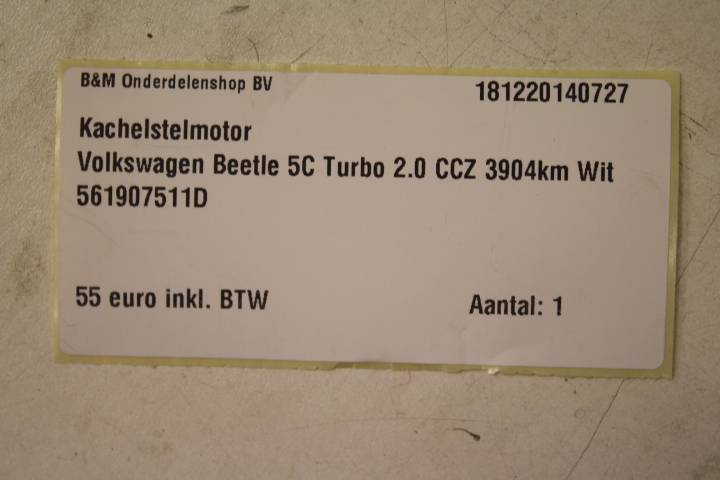 B&M Onderdelenshop BV
181220140727
Kachelstelmotor
Volkswagen Beetle 5C Turbo 2.0 CCZ 3904km Wit
561907511D
55 euro inkl. BTW
Aantal: 1